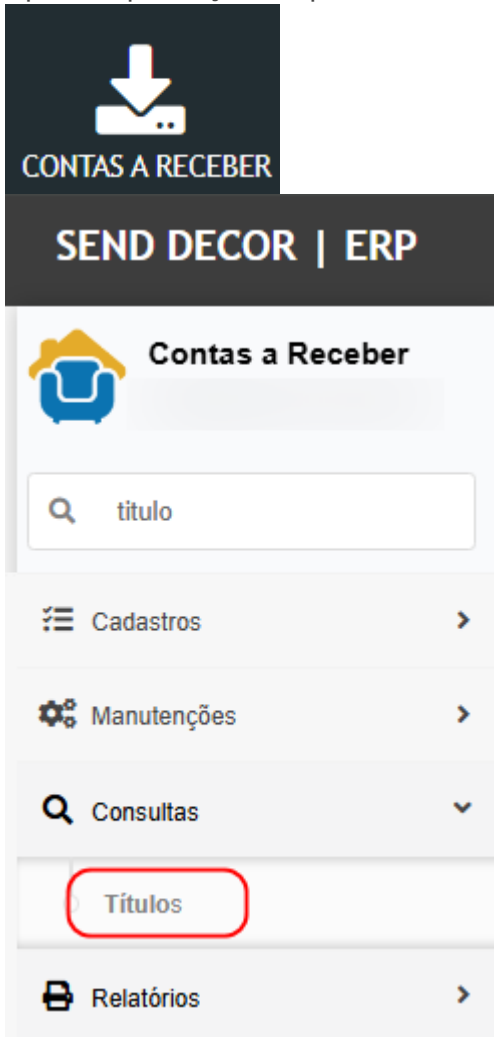 CONTAS A RECEBER
SEND DECOR | ERP
Contas a Receber
titulo
Cadastros
Manutenções
Consultas
Títulos
Relatórios